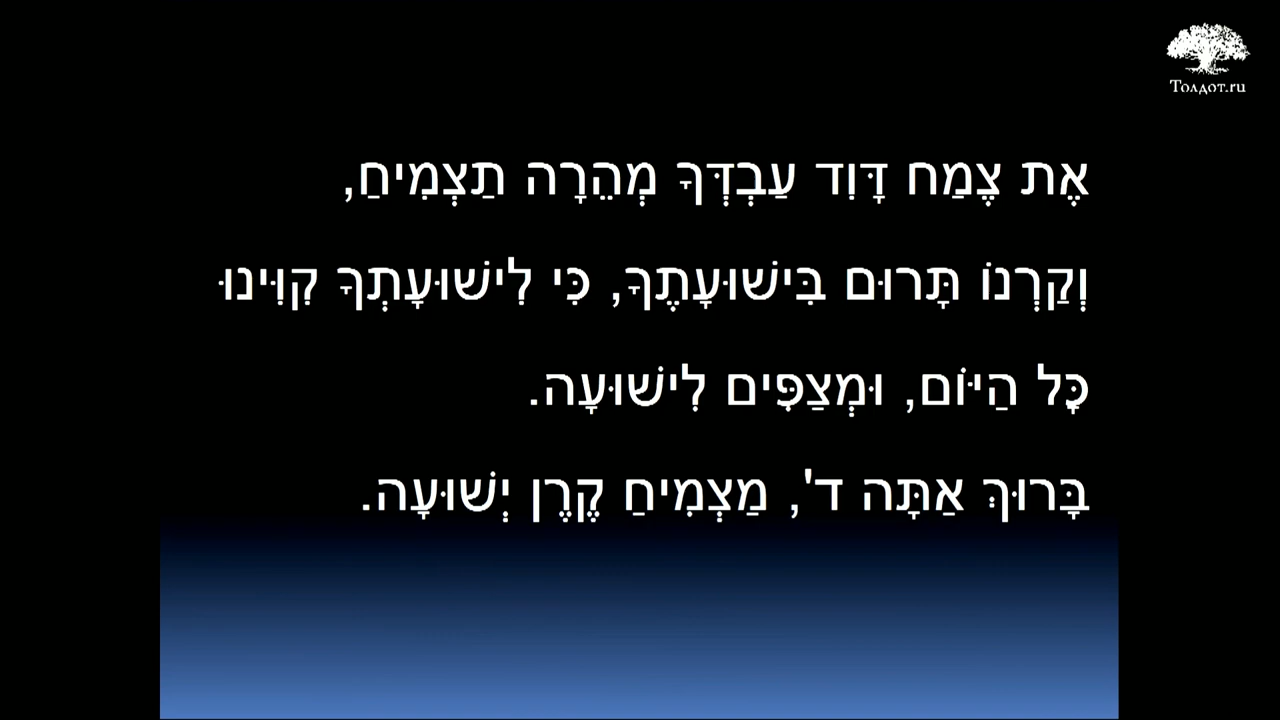 Толдот.ru
אֶת צֶמַח דָּוִד עַבְדְּךָ מְהֵרָה תַצְמִיחַ,
וְקַרְנוֹ תָּרוּם בִּישׁוּעָתֶךָ, כִּי לִישׁוּעָתְךָ קִוִּינוּ
כָּל הַיּוֹם, וּמְצַפִּים לִישׁוּעָה.
בָּרוּךְ אַתָּה ד', מַצְמִיחַ קֶרֶן יְשׁוּעָה.